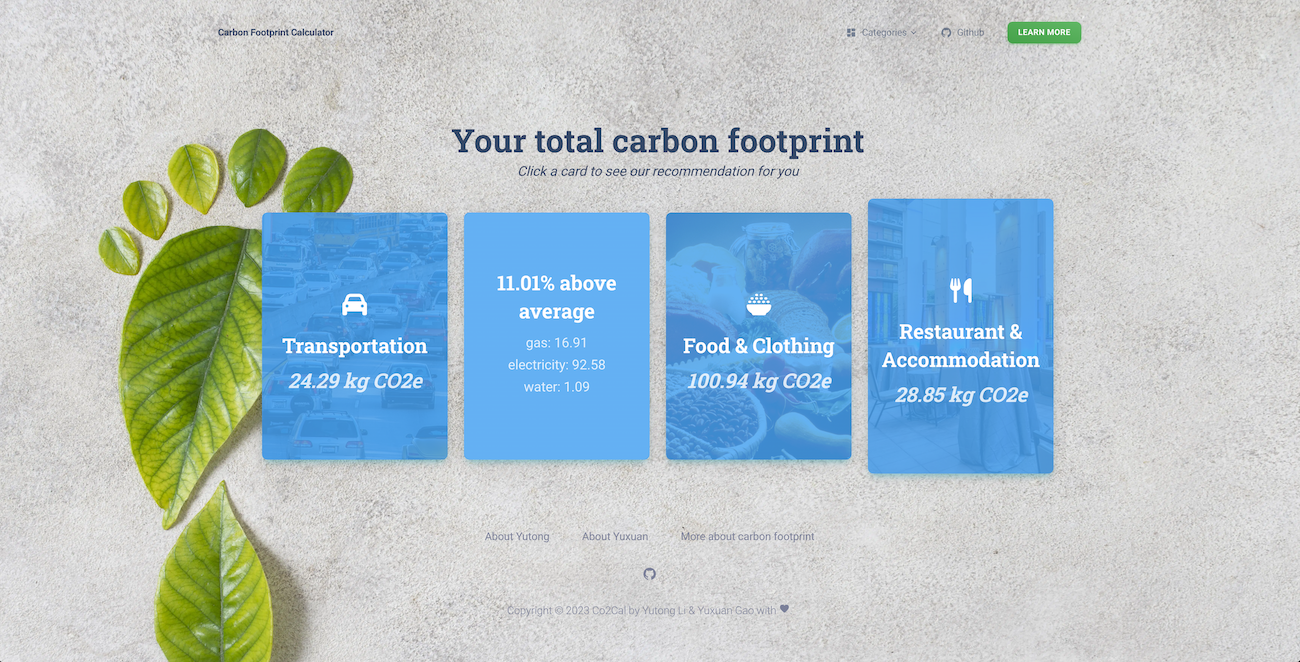 Carbon Footprint Calculator
Categories
Github
LEARN MORE
Your total carbon footprint
Click a card to see our recommendation for you
Transportation
24.29 kg CO2e
11.01% above
average
gas: 16.91
electricity: 92.58
water: 1.09
Food & Clothing
100.94 kg CO2e
Restaurant &
Accommodation
28.85 kg CO2e
About Yutong
About Yuxuan
More about carbon footprint
Copyright © 2023 Co2Cal by Yutong Li & Yuxuan Gao with